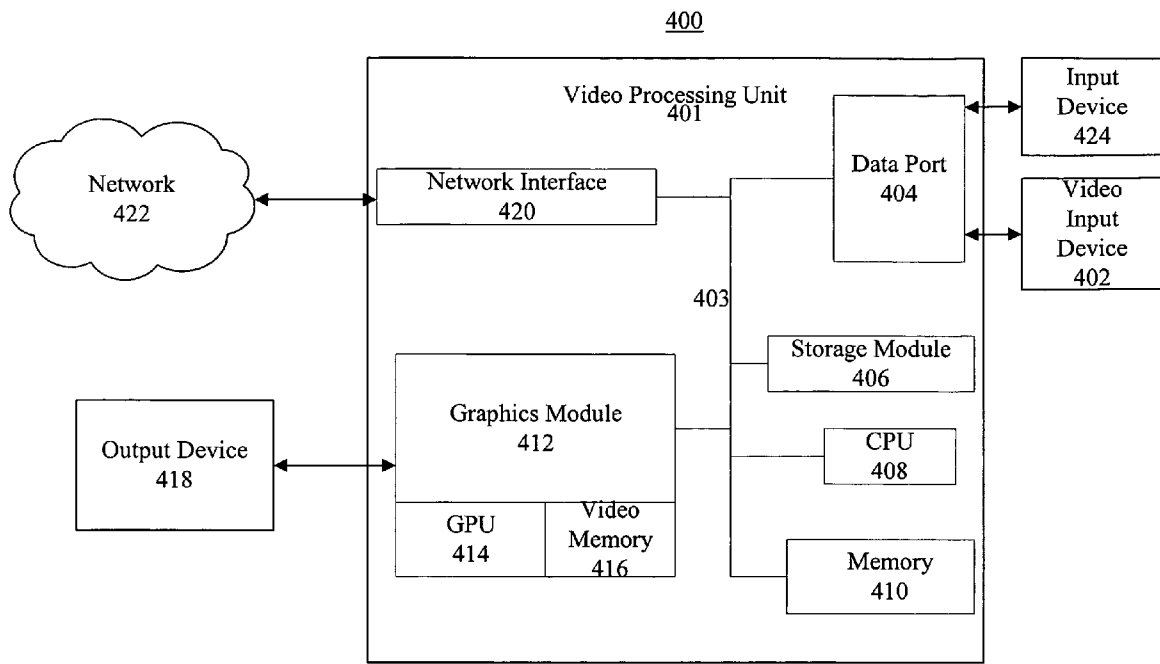 400
Video Processing Unit
401
Input
Device
424
Network
422
Network Interface
420
Data Port
404
Video
Input
Device
402
403
Storage Module
406
Graphics Module
412
CPU
408
Output Device
418
GPU
414
Video
Memory
416
Memory
410